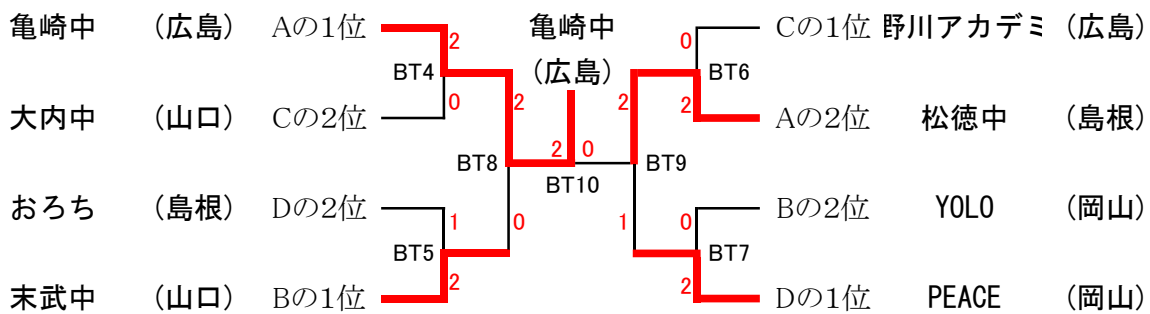 亀崎中 (広島) Aの1位 2 亀崎中 0 Cの1位 野川アカデミ (広島)
BT4 (広島) BT6
大内中 (山口) Cの2位 0 2 2 2 Aの2位 松徳中 (島根)
BT8 2 0 BT9
BT10
おろち (島根) Dの2位 1 0 1 0 Bの2位 YOLO (岡山)
BT5 BT7
末武中 (山口) Bの1位 2 2 Dの1位 PEACE (岡山)